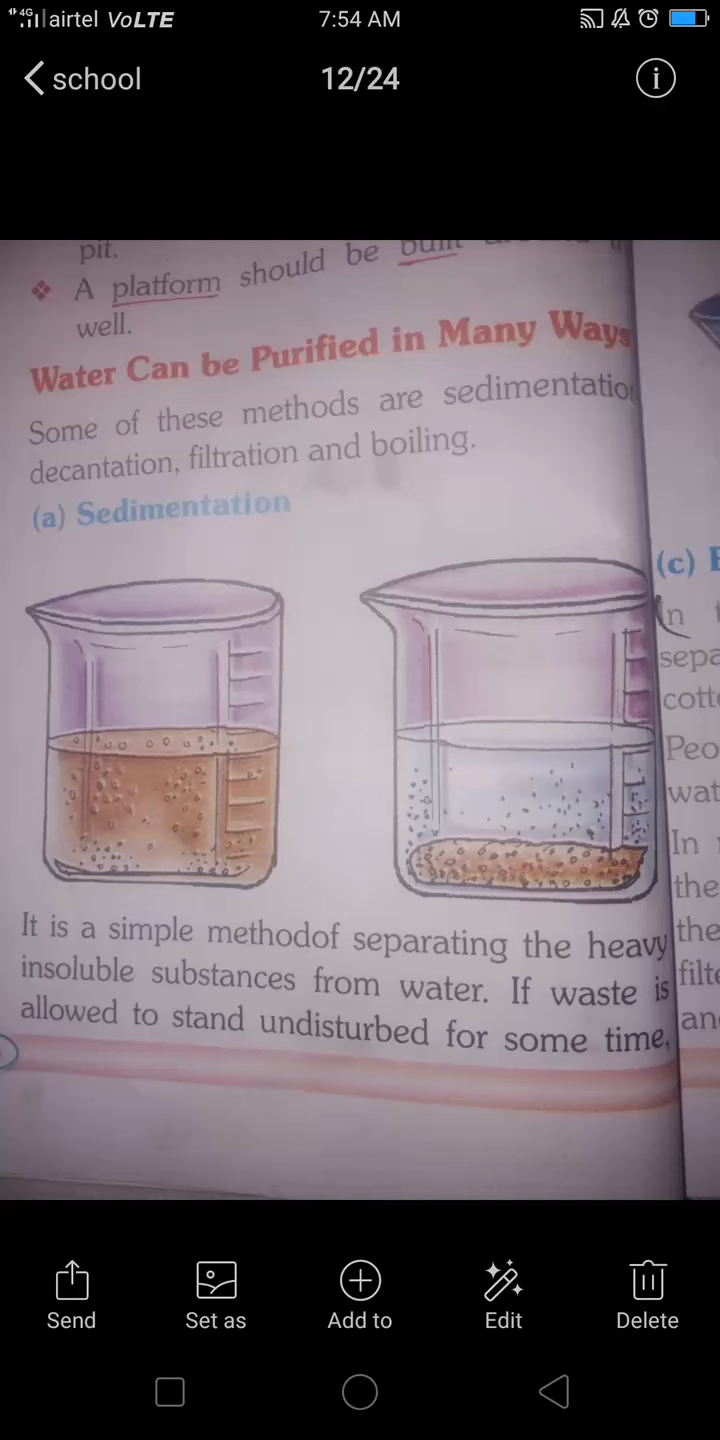 4G airtel VoLTE 7:54 AM
school 12/24 i
pit.
A platform should be built
well.
Water Can be Purified in Many Ways
Some of these methods are sedimentatio
decantation, filtration and boiling.
(a) Sedimentation
It is a simple methodof separating the heavy
insoluble substances from water. If waste is
allowed to stand undisturbed for some time,
(c)
In
sepa
cott
Peo
wat
In
the
the
filte
an
Send Set as Add to Edit Delete